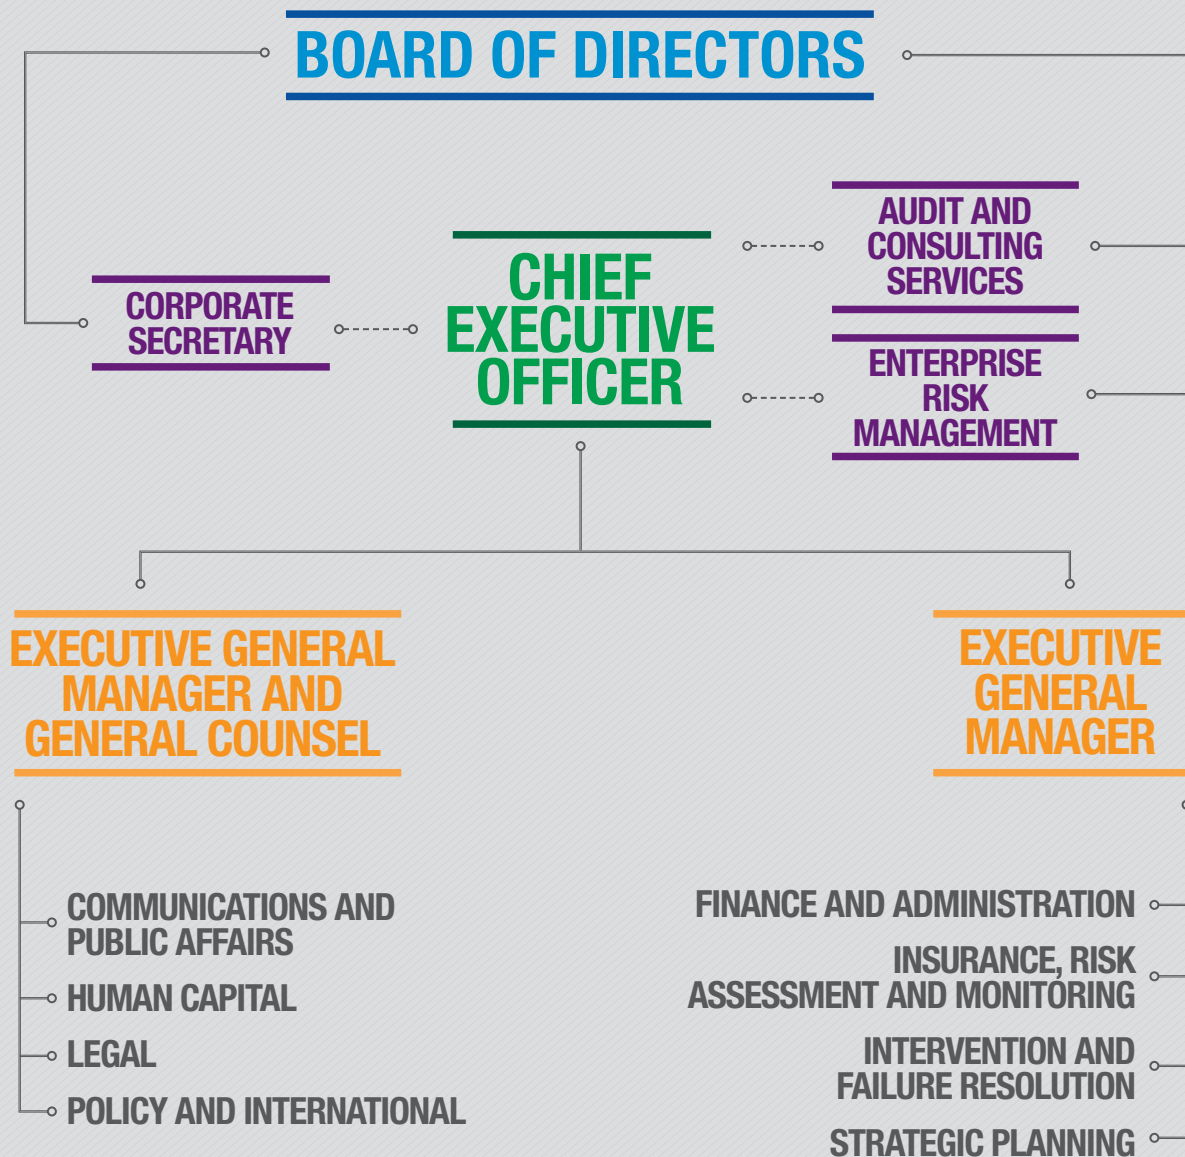 BOARD OF DIRECTORS
AUDIT AND
CONSULTING
SERVICES
CHIEF
EXECUTIVE
OFFICER
CORPORATE
SECRETARY
ENTERPRISE
RISK
MANAGEMENT
EXECUTIVE GENERAL
MANAGER AND
GENERAL COUNSEL
EXECUTIVE
GENERAL
MANAGER
COMMUNICATIONS AND
PUBLIC AFFAIRS
HUMAN CAPITAL
LEGAL
POLICY AND INTERNATIONAL
FINANCE AND ADMINISTRATION
INSURANCE, RISK
ASSESSMENT AND MONITORING
INTERVENTION AND
FAILURE RESOLUTION
STRATEGIC PLANNING